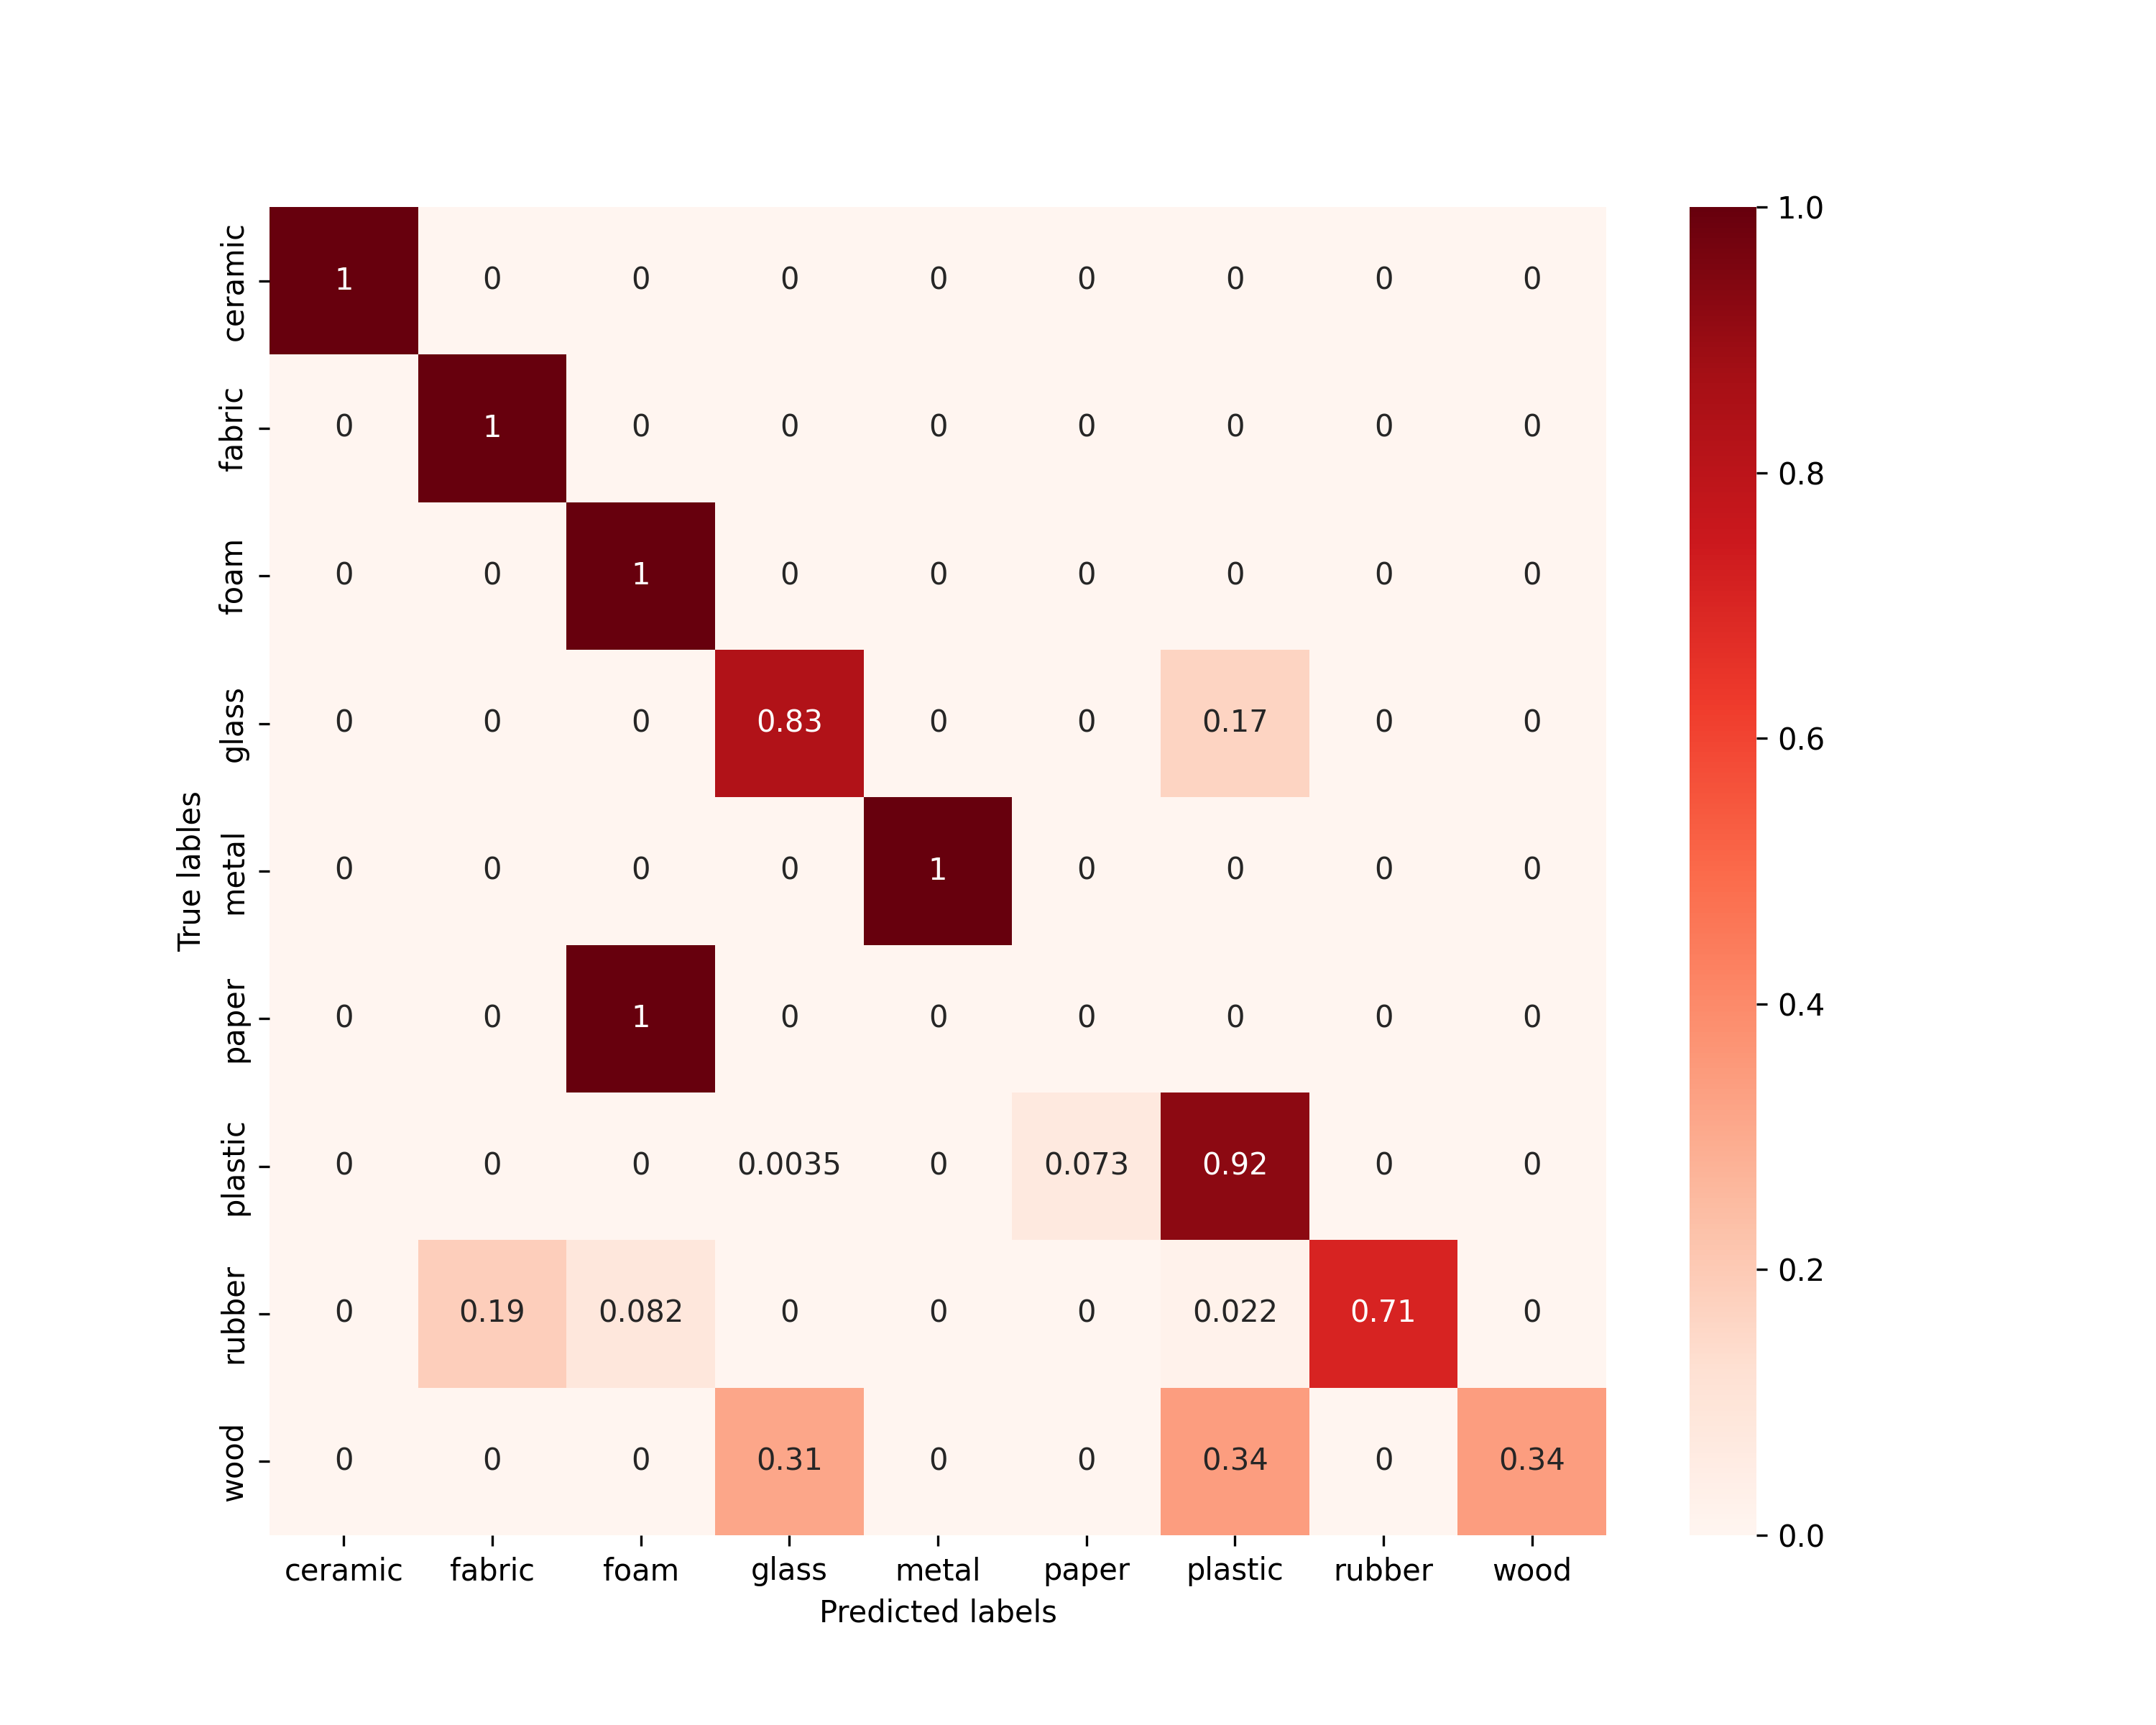 1.0
ceramic 1 0 0 0 0 0 0 0 0
fabric 0 1 0 0 0 0 0 0 0
0.8
foam 0 0 1 0 0 0 0 0 0
glass 0 0 0 0.83 0 0 0.17 0 0
0.6
True lables
metal 0 0 0 0 1 0 0 0 0
0.4
paper 0 0 1 0 0 0 0 0 0
plastic 0 0 0 0.0035 0 0.073 0.92 0 0
0.2
rubber 0 0.19 0.082 0 0 0 0.022 0.71 0
wood 0 0 0 0.31 0 0 0.34 0 0.34
0.0
ceramic fabric foam glass metal paper plastic rubber wood
Predicted labels